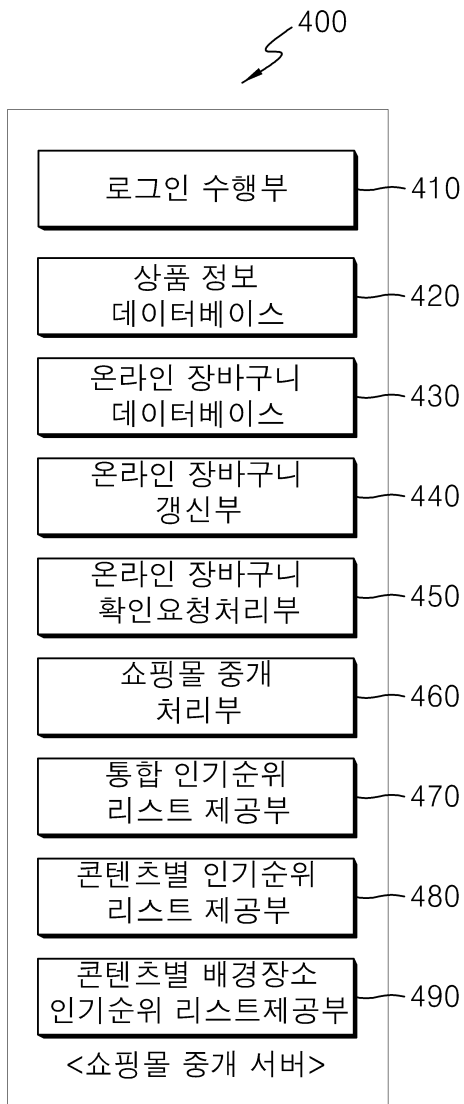 400
로그인 수행부
410
상품 정보
데이터베이스
420
온라인 장바구니
데이터베이스
430
온라인 장바구니
갱신부
440
온라인 장바구니
확인요청처리부
450
쇼핑몰 중개
처리부
460
통합 인기순위
리스트 제공부
470
콘텐츠별 인기순위
리스트 제공부
480
콘텐츠별 배경장소
인기순위 리스트제공부
490
<쇼핑몰 중개 서버>